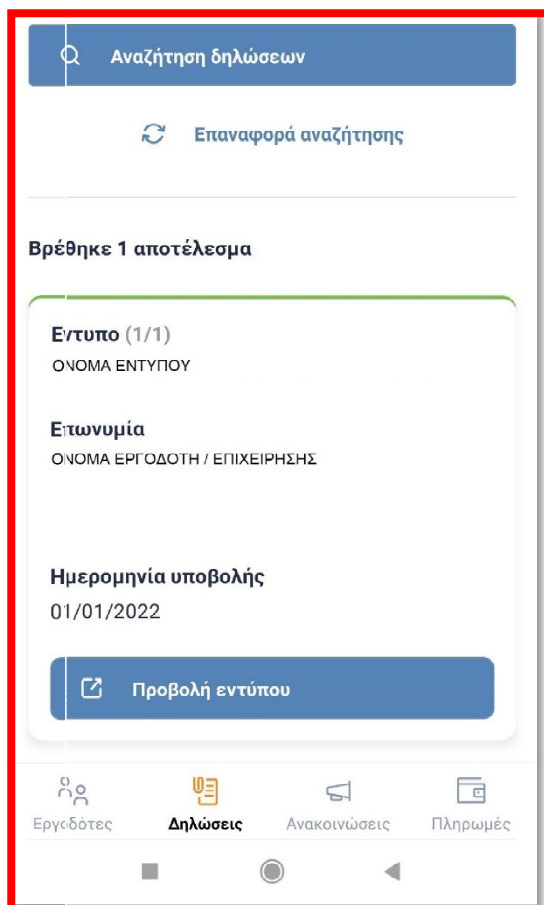 Αναζήτηση δηλώσεων
Επαναφορά αναζήτησης
Βρέθηκε 1 αποτέλεσμα
Εντυπο (1/1)
ΟΝΟΜΑ ΕΝΤΥΠΟΥ
Επωνυμία
ΟΝΟΜΑ ΕΡΓΟΔΟΤΗ / ΕΠΙΧΕΙΡΗΣΗΣ
Ημερομηνία υποβολής
01/01/2022
Προβολή εντύπου
Εργοδότες Δηλώσεις Ανακοινώσεις Πληρωμές